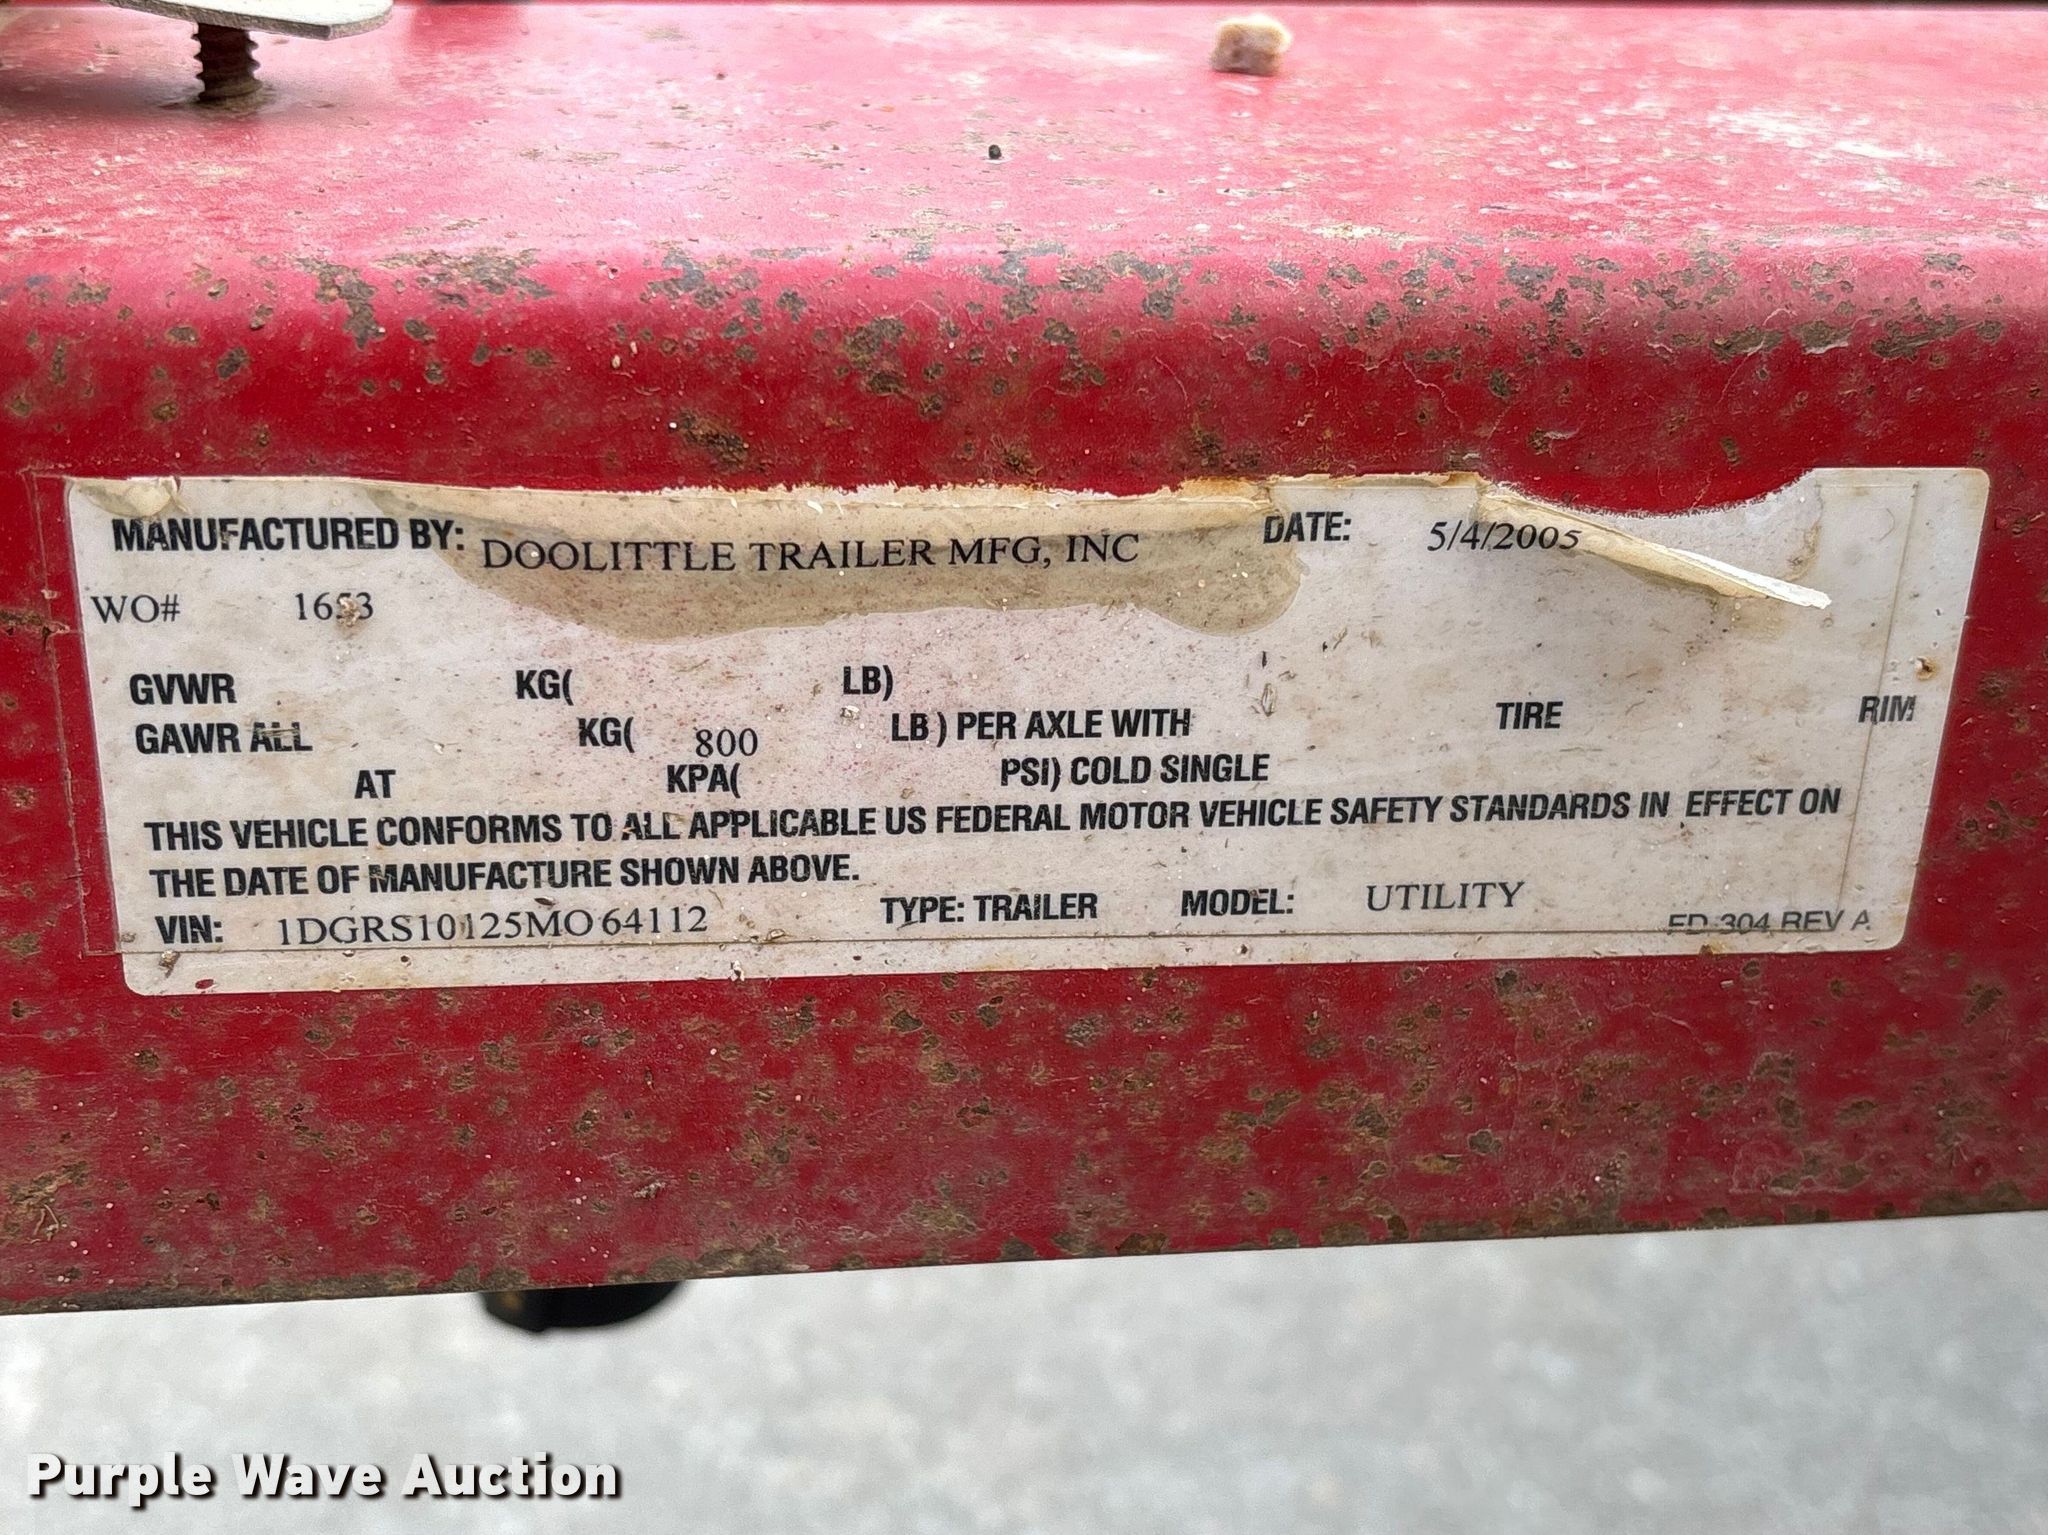 MANUFACTURED BY: DOOLITTLE TRAILER MFG, INC DATE: 5/4/2005
WO# 1653
GVWR KG( LB)
GAWR ALL KG( 800 LB ) PER AXLE WITH TIRE RIM
AT KPA( PSI) COLD SINGLE
THIS VEHICLE CONFORMS TO ALL APPLICABLE US FEDERAL MOTOR VEHICLE SAFETY STANDARDS IN EFFECT ON
THE DATE OF MANUFACTURE SHOWN ABOVE.
VIN: 1DGRS10125MO64112 TYPE: TRAILER MODEL: UTILITY
FD-304 REV A
Purple Wave Auction